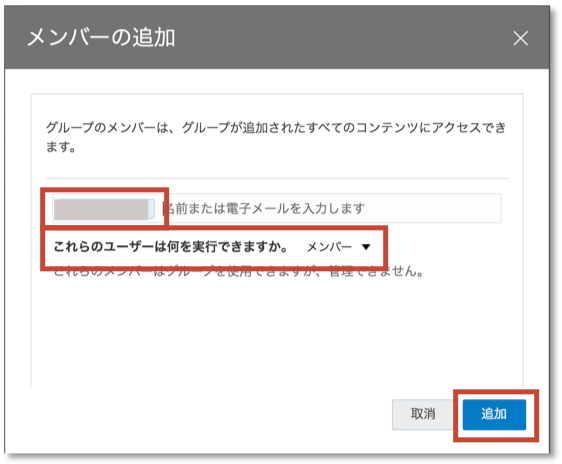 メンバーの追加
グループのメンバーは、グループが追加されたすべてのコンテンツにアクセスでき
ます。
名前または電子メールを入力します
これらのユーザーは何を実行できますか。 メンバー ▼
これらのメンバーはグループを使用できますが、管理できません。
取消 追加